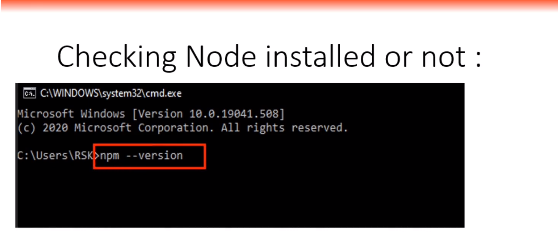 Checking Node installed or not :
C:\WINDOWS\system32\cmd.exe
Microsoft Windows [Version 10.0.19041.508]
(c) 2020 Microsoft Corporation. All rights reserved.
C:\Users\RSK>npm --version